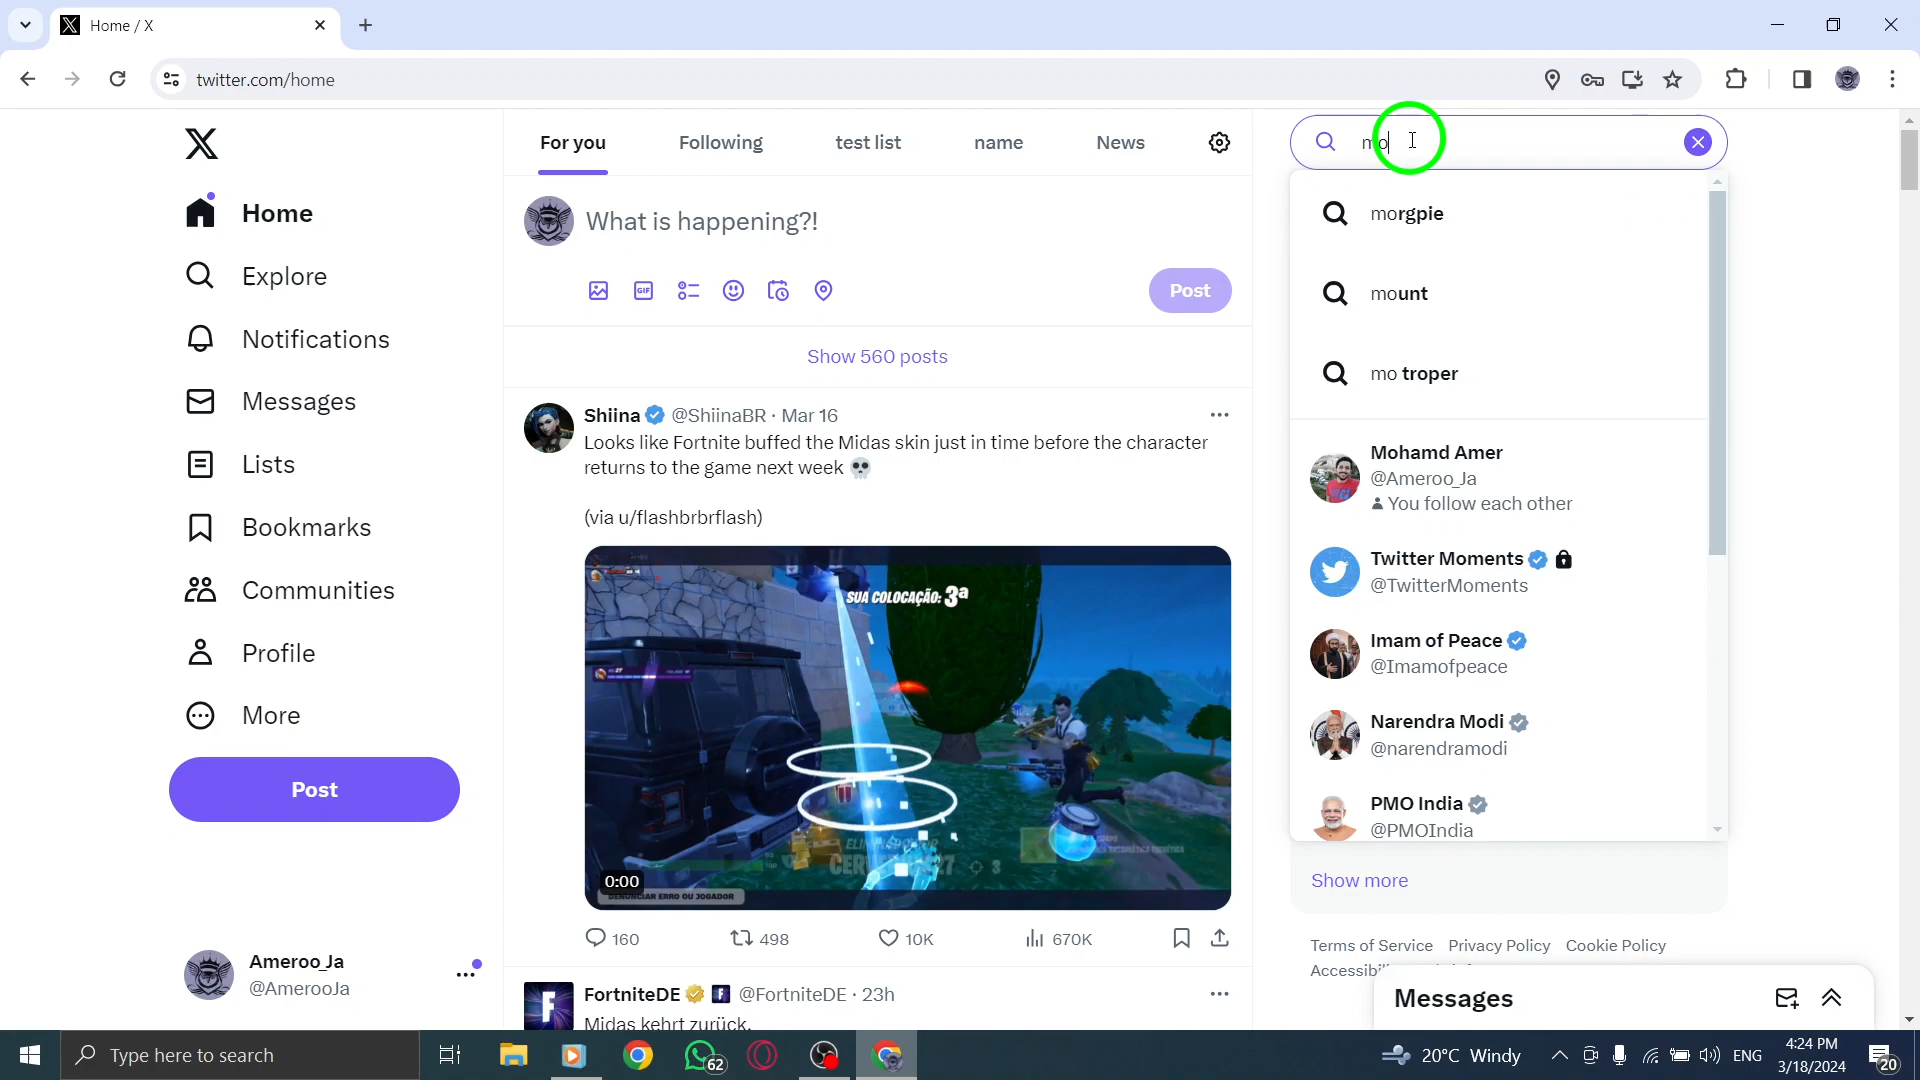 Home / X
twitter.com/home
For you
Following
test list
name
News
mo
Home
Explore
Notifications
Messages
Lists
Bookmarks
Communities
Profile
More
Post
Ameroo_Ja
@AmerooJa
What is happening?!
GIF
Post
Show 560 posts
Shiina @ShiinaBR · Mar 16
Looks like Fortnite buffed the Midas skin just in time before the character
returns to the game next week 💀
(via u/flashbrbrflash)
SUA COLOCAÇÃO: 3ª
0:00
DENUNCIAR ERRO OU JOGADOR
160
498
10K
670K
FortniteDE @FortniteDE · 23h
Midas kehrt zurück.
morgpie
mount
mo troper
Mohamd Amer
@Ameroo_Ja
You follow each other
Twitter Moments
@TwitterMoments
Imam of Peace
@Imamofpeace
Narendra Modi
@narendramodi
PMO India
@PMOIndia
Show more
Terms of Service Privacy Policy Cookie Policy
Messages
Type here to search
62
20°C Windy
ENG
4:24 PM
3/18/2024
20